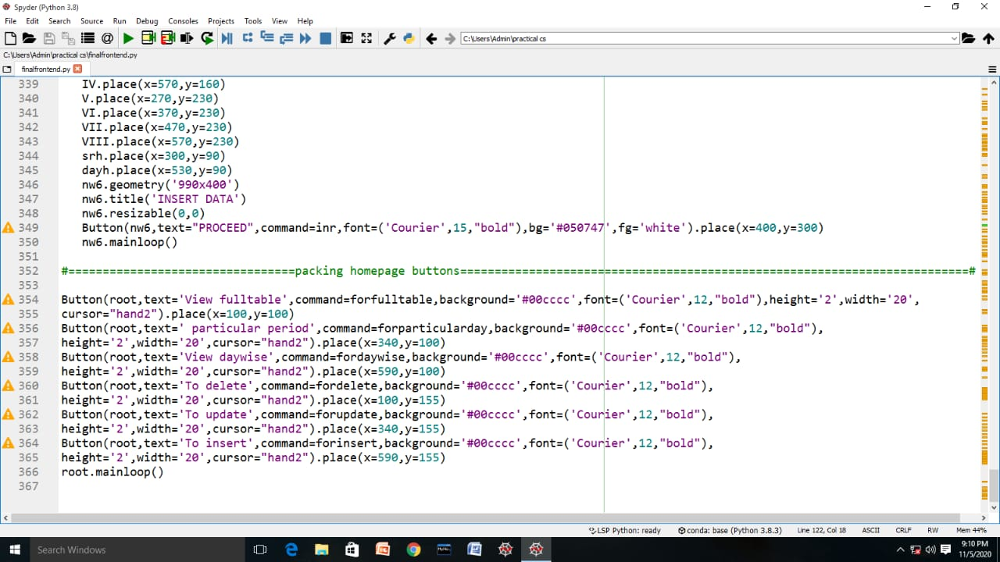 Spyder (Python 3.8)
File Edit Search Source Run Debug Consoles Projects Tools View Help
C:\Users\Admin\practical cs
C:\Users\Admin\practical cs\finalfrontend.py
finalfrontend.py
339 IV.place(x=570,y=160)
340 V.place(x=270,y=230)
341 VI.place(x=370,y=230)
342 VII.place(x=470,y=230)
343 VIII.place(x=570,y=230)
344 srh.place(x=300,y=90)
345 dayh.place(x=530,y=90)
346 nw6.geometry('990x400')
347 nw6.title('INSERT DATA')
348 nw6.resizable(0,0)
349 Button(nw6,text="PROCEED",command=inr,font=('Courier',15,"bold"),bg='#050747',fg='white').place(x=400,y=300)
350 nw6.mainloop()
351
352 #=================================packing homepage buttons==========================================================================#
353
354 Button(root,text='View fulltable',command=forfulltable,background='#00cccc',font=('Courier',12,"bold"),height='2',width='20',
355 cursor="hand2").place(x=100,y=100)
356 Button(root,text=' particular period',command=forparticularday,background='#00cccc',font=('Courier',12,"bold"),
357 height='2',width='20',cursor="hand2").place(x=340,y=100)
358 Button(root,text='View daywise',command=fordaywise,background='#00cccc',font=('Courier',12,"bold"),
359 height='2',width='20',cursor="hand2").place(x=590,y=100)
360 Button(root,text='To delete',command=fordelete,background='#00cccc',font=('Courier',12,"bold"),
361 height='2',width='20',cursor="hand2").place(x=100,y=155)
362 Button(root,text='To update',command=forupdate,background='#00cccc',font=('Courier',12,"bold"),
363 height='2',width='20',cursor="hand2").place(x=340,y=155)
364 Button(root,text='To insert',command=forinsert,background='#00cccc',font=('Courier',12,"bold"),
365 height='2',width='20',cursor="hand2").place(x=590,y=155)
366 root.mainloop()
367
LSP Python: ready conda: base (Python 3.8.3) Line 122, Col 18 ASCII CRLF RW Mem 44%
Search Windows
9:10 PM
11/5/2020